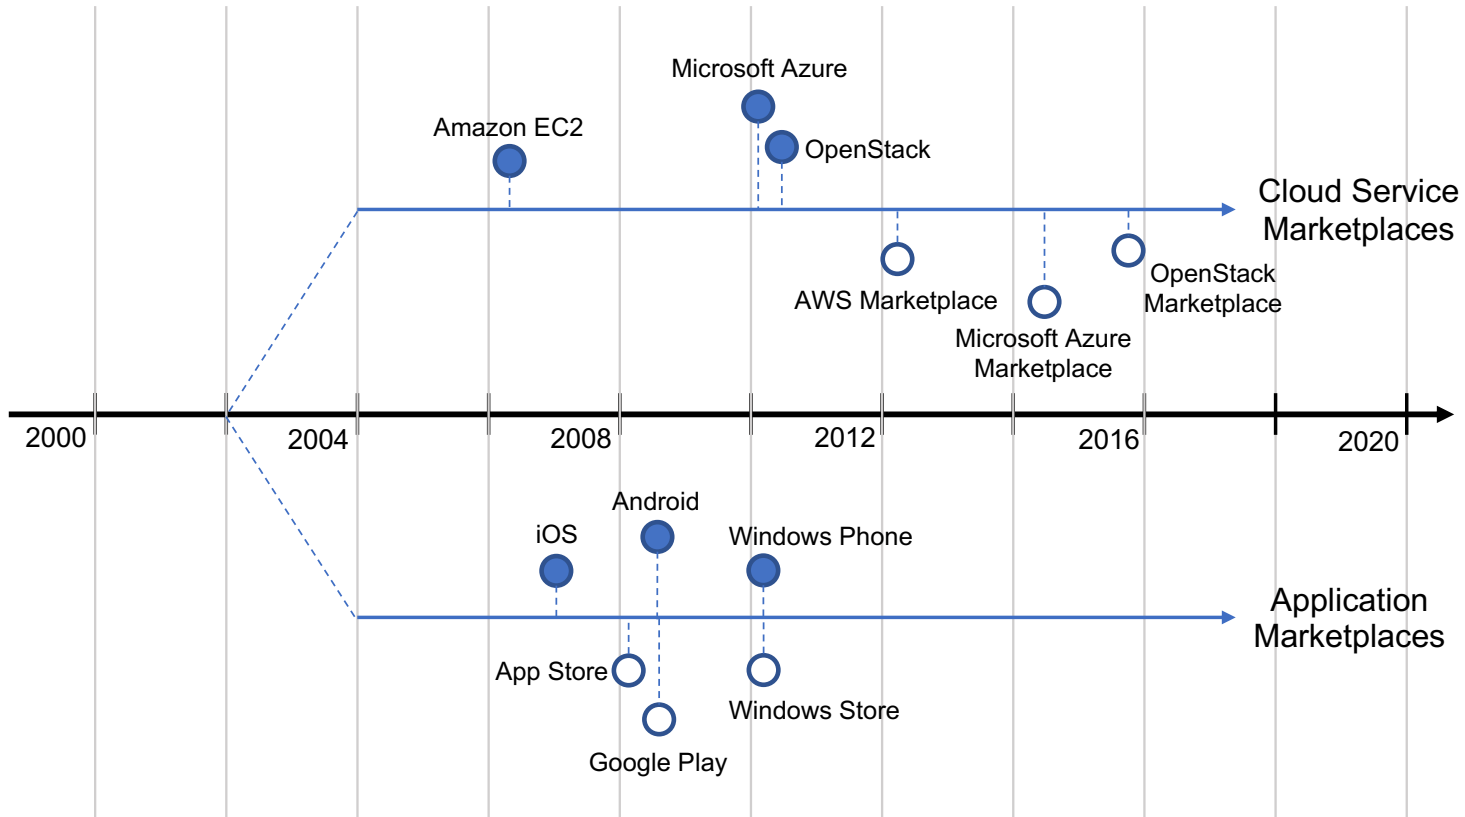 Microsoft Azure
Amazon EC2
OpenStack
Cloud Service
Marketplaces
AWS Marketplace
OpenStack
Marketplace
Microsoft Azure
Marketplace
2000
2004
2008
2012
2016
2020
Android
iOS
Windows Phone
Application
Marketplaces
App Store
Windows Store
Google Play